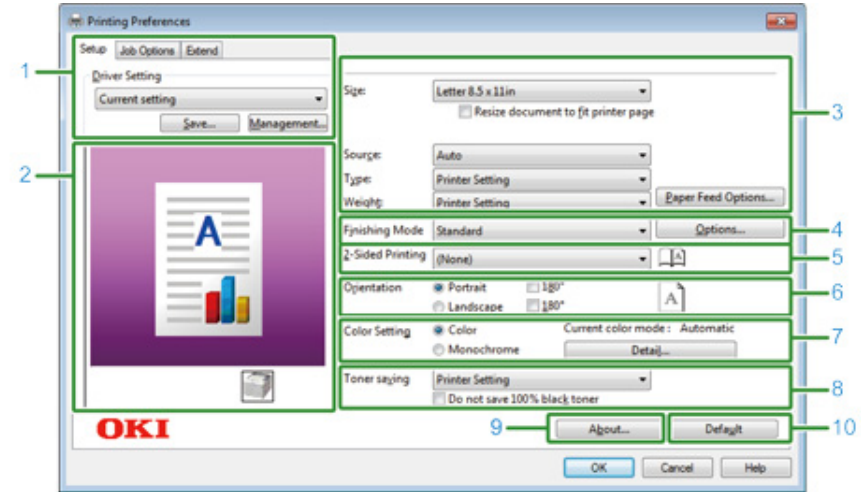 Printing Preferences
Setup Job Options Extend
1
Driver Setting
Current setting
Save... Management...
2
Size: Letter 8.5 x 11in
Resize document to fit printer page
3
Source: Auto
Type: Printer Setting
Weight: Printer Setting Paper Feed Options...
Finishing Mode Standard Options... 4
2-Sided Printing (None) A 5
Orientation Portrait 180°
Landscape 180° A 6
Color Setting Color Current color mode : Automatic
Monochrome Detail... 7
Toner saving Printer Setting
Do not save 100% black toner 8
A
OKI
9 About... Default 10
OK Cancel Help